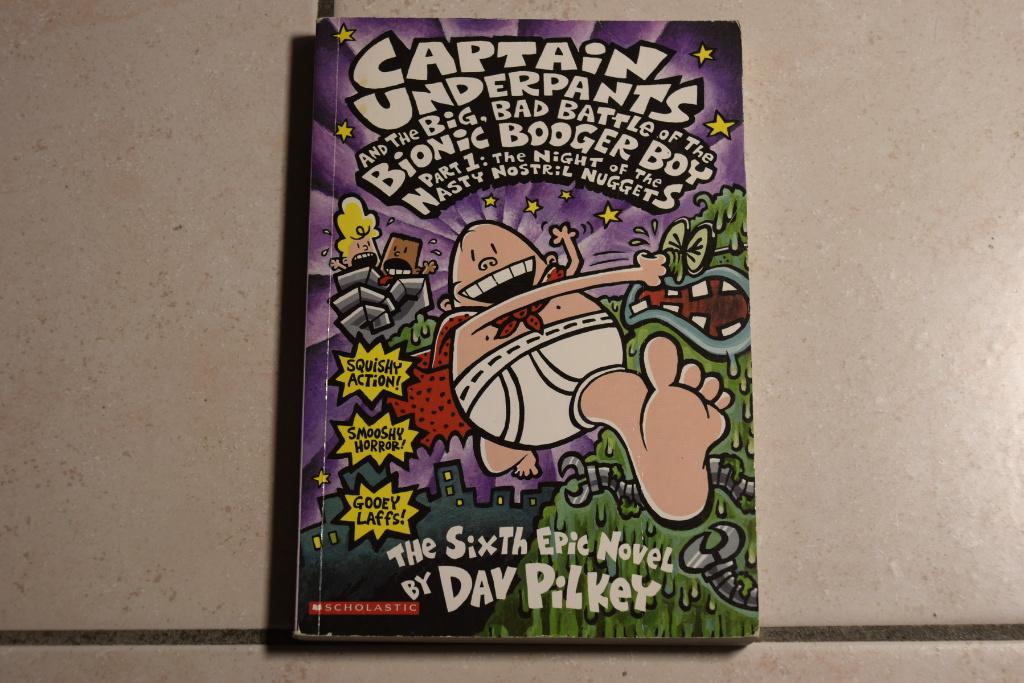 CAPTAIN
UNDERPANTS
AND THE BIG, BAD BATTLE OF THE
BIONIC BOOGER BOY
PART 1: THE NIGHT OF THE
NASTY NOSTRIL NUGGETS
SQUISHY
ACTION!
SMOOSHY
HORROR!
GOOEY
LAFFS!
THE SIXTH EPIC NOVEL
BY DAV PILKEY
SCHOLASTIC